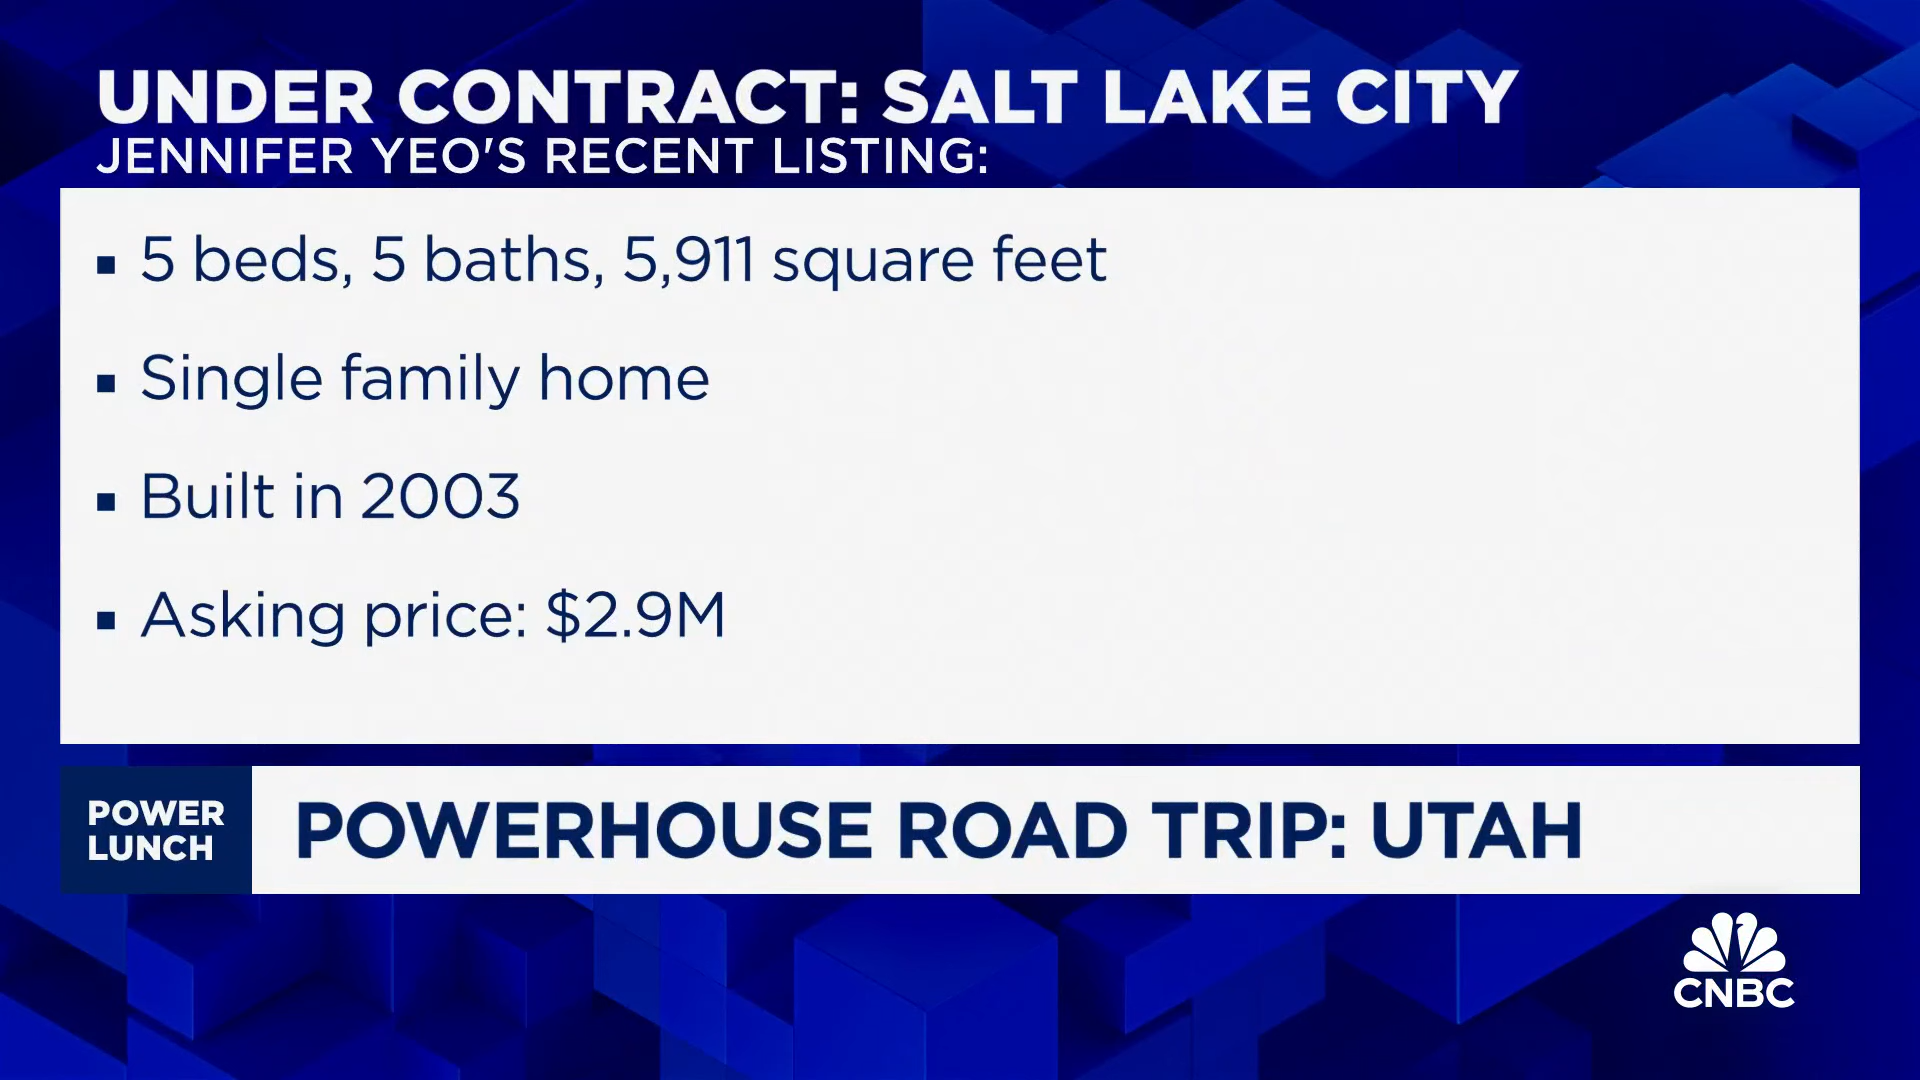 UNDER CONTRACT: SALT LAKE CITY
JENNIFER YEO'S RECENT LISTING:
▪ 5 beds, 5 baths, 5,911 square feet
▪ Single family home
▪ Built in 2003
▪ Asking price: $2.9M
POWER
LUNCH
POWERHOUSE ROAD TRIP: UTAH
CNBC